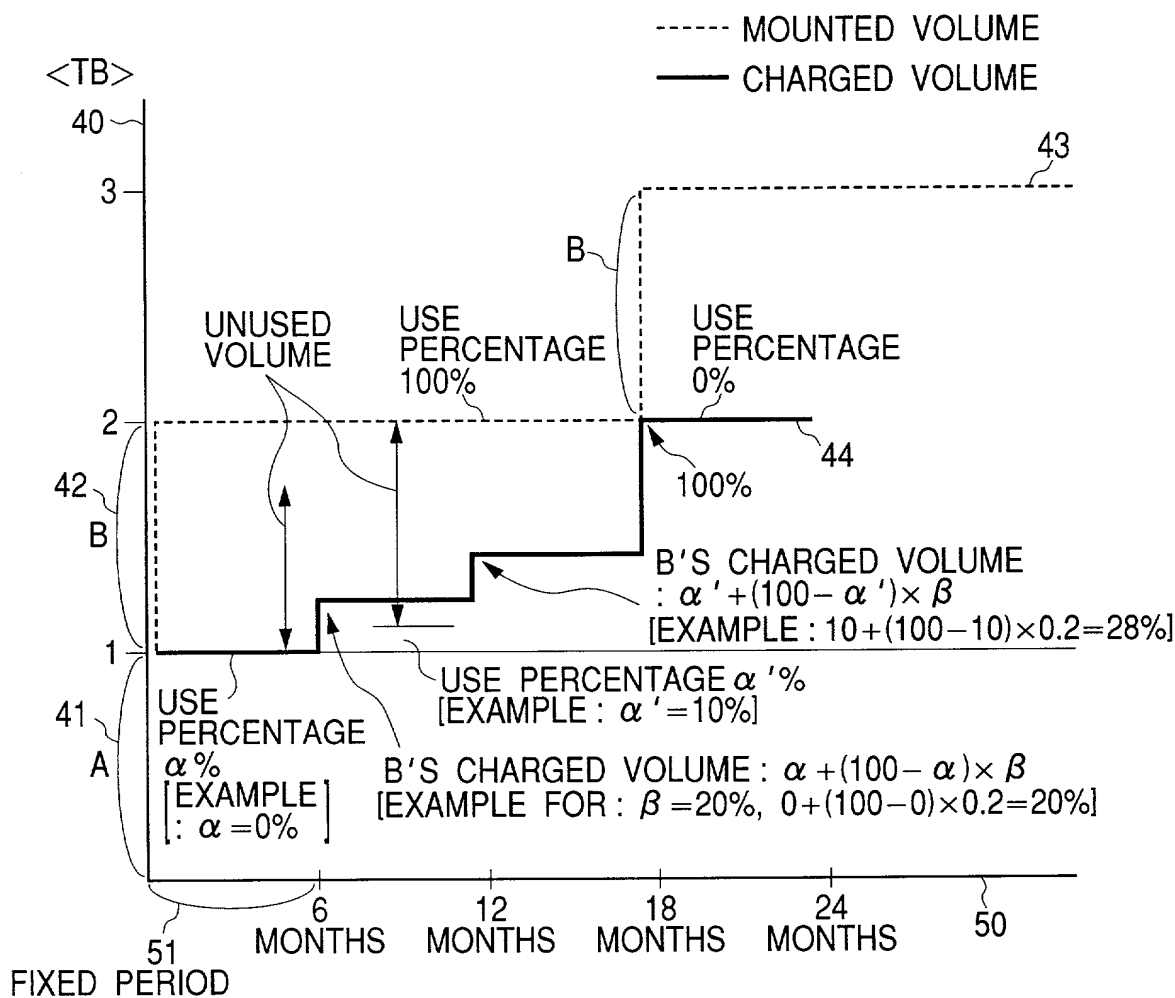 MOUNTED VOLUME
CHARGED VOLUME
<TB>
40
3
43
B
UNUSED
VOLUME
USE
PERCENTAGE
100%
USE
PERCENTAGE
0%
2
44
42
B
100%
B'S CHARGED VOLUME
: α'+(100-α')×β
[EXAMPLE : 10+(100-10)×0.2=28%]
1
USE PERCENTAGE α'%
[EXAMPLE : α'=10%]
41
A
USE
PERCENTAGE
α%
[EXAMPLE
: α=0%]
B'S CHARGED VOLUME : α+(100-α)×β
[EXAMPLE FOR : β=20%, 0+(100-0)×0.2=20%]
6
MONTHS
12
MONTHS
18
MONTHS
24
MONTHS
50
51
FIXED PERIOD